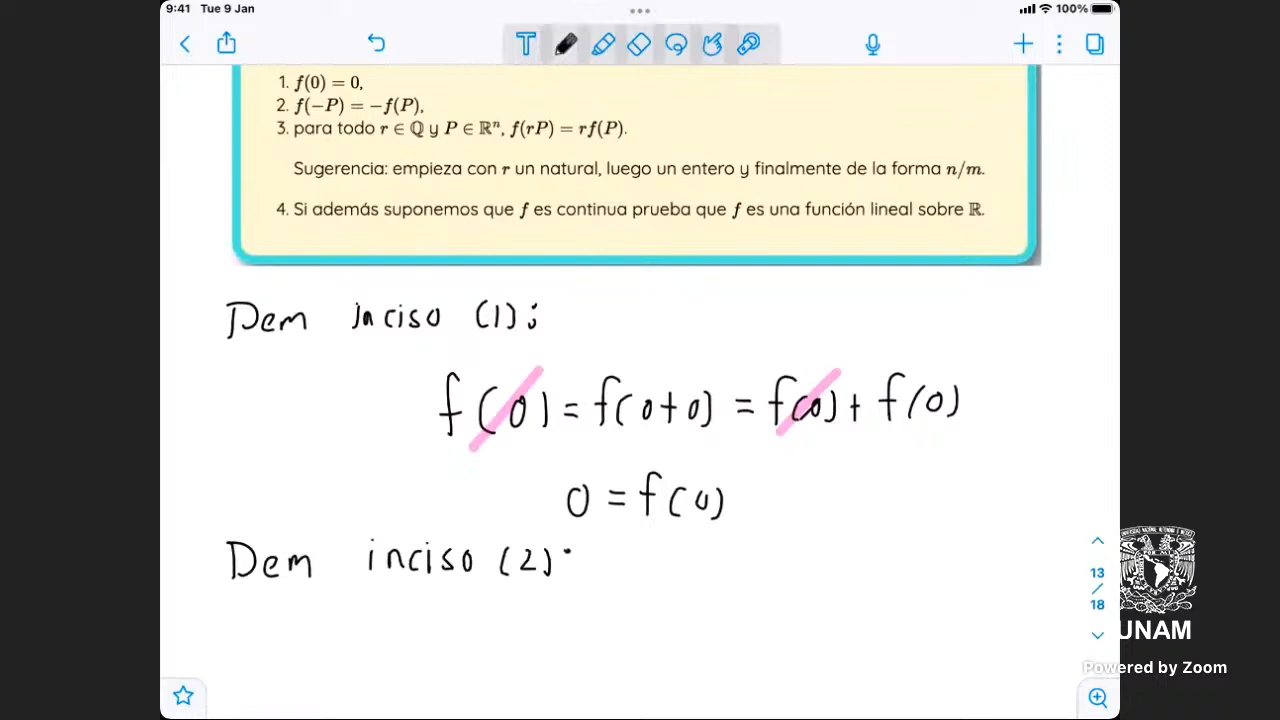 9:41 Tue 9 Jan
100%
1. f(0) = 0,
2. f(−P) = −f(P),
3. para todo r ∈ ℚ y P ∈ ℝⁿ, f(rP) = rf(P).
Sugerencia: empieza con r un natural, luego un entero y finalmente de la forma n/m.
4. Si además suponemos que f es continua prueba que f es una función lineal sobre ℝ.
Dem inciso (1):
f(0) = f(0+0) = f(0) + f(0)
0 = f(0)
Dem inciso (2):
13
/
18
UNAM
Powered by Zoom